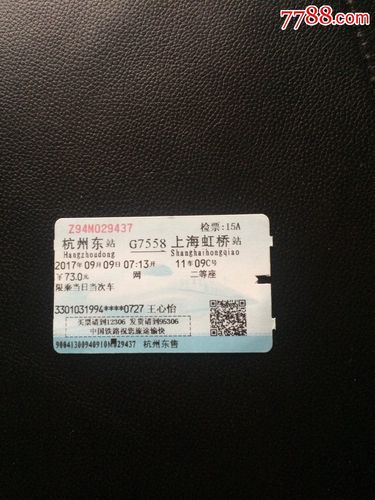 7788.com
Z94M029437 检票:15A
杭州东站 G7558 上海虹桥站
Hangzhoudong Shanghaihongqiao
2017年09月09日07:13开 11车09C号
￥73.0元 网 二等座
限乘当日当次车
3301031994****0727 王心怡
买票请到12306 发货请到95306
中国铁路祝您旅途愉快
90041300940910M029437 杭州东售